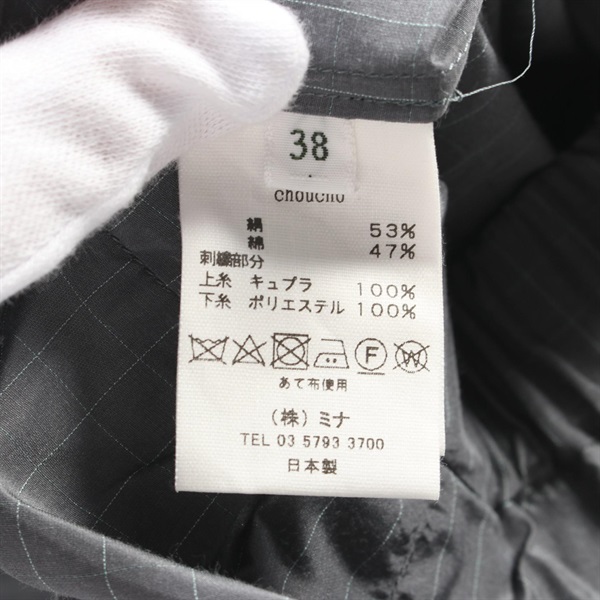 38
choucho
絹 53%
綿 47%
刺繍部分
上糸 キュプラ 100%
下糸 ポリエステル 100%
F
W
あて布使用
(株) ミナ
TEL 03 5793 3700
日本製